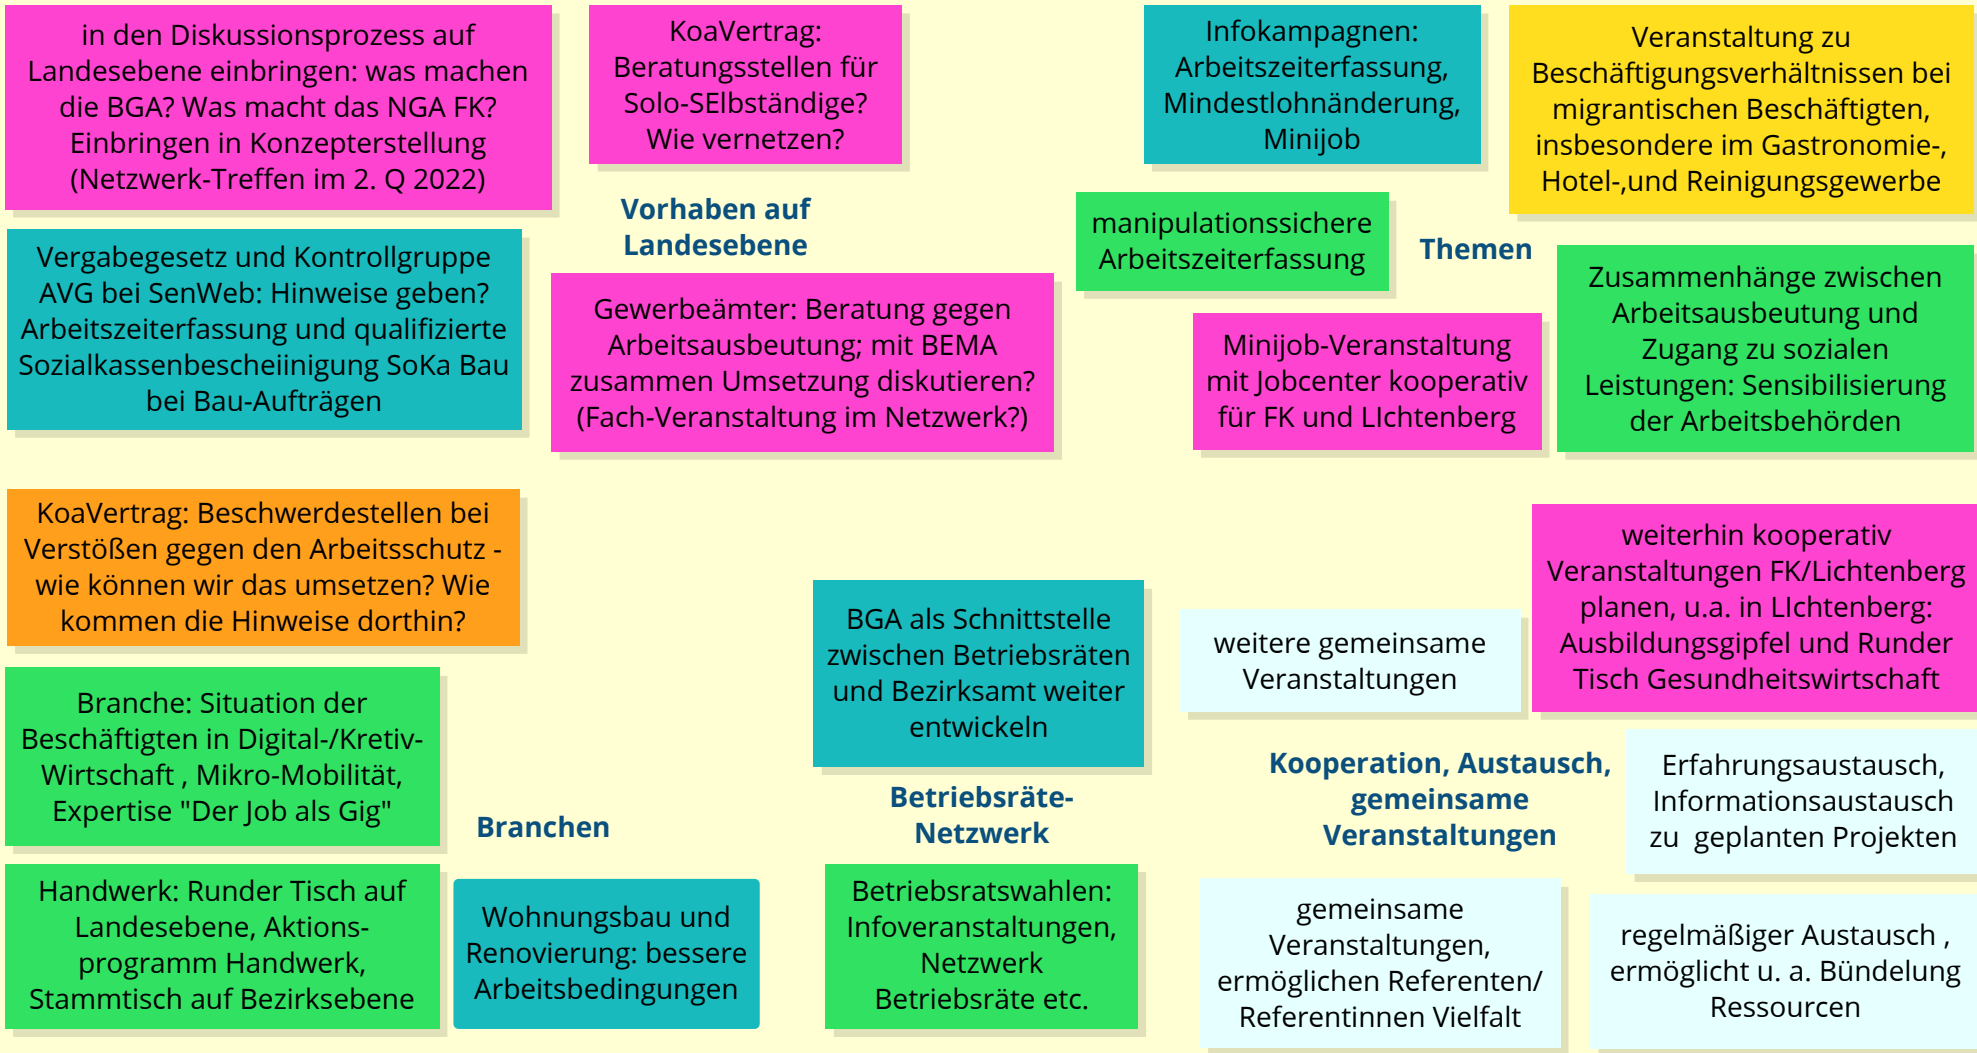 in den Diskussionsprozess auf
Landesebene einbringen: was machen
die BGA? Was macht das NGA FK?
Einbringen in Konzepterstellung
(Netzwerk-Treffen im 2. Q 2022)
KoaVertrag:
Beratungsstellen für
Solo-SElbständige?
Wie vernetzen?
Vorhaben auf
Landesebene
Vergabegesetz und Kontrollgruppe
AVG bei SenWeb: Hinweise geben?
Arbeitszeiterfassung und qualifizierte
Sozialkassenbescheiinigung SoKa Bau
bei Bau-Aufträgen
Gewerbeämter: Beratung gegen
Arbeitsausbeutung; mit BEMA
zusammen Umsetzung diskutieren?
(Fach-Veranstaltung im Netzwerk?)
KoaVertrag: Beschwerdestellen bei
Verstößen gegen den Arbeitsschutz -
wie können wir das umsetzen? Wie
kommen die Hinweise dorthin?
Infokampagnen:
Arbeitszeiterfassung,
Mindestlohnänderung,
Minijob
Veranstaltung zu
Beschäftigungsverhältnissen bei
migrantischen Beschäftigten,
insbesondere im Gastronomie-,
Hotel-,und Reinigungsgewerbe
manipulationssichere
Arbeitszeiterfassung
Themen
Minijob-Veranstaltung
mit Jobcenter kooperativ
für FK und LIchtenberg
Zusammenhänge zwischen
Arbeitsausbeutung und
Zugang zu sozialen
Leistungen: Sensibilisierung
der Arbeitsbehörden
Branche: Situation der
Beschäftigten in Digital-/Kretiv-
Wirtschaft , Mikro-Mobilität,
Expertise "Der Job als Gig"
Branchen
Handwerk: Runder Tisch auf
Landesebene, Aktions-
programm Handwerk,
Stammtisch auf Bezirksebene
Wohnungsbau und
Renovierung: bessere
Arbeitsbedingungen
BGA als Schnittstelle
zwischen Betriebsräten
und Bezirksamt weiter
entwickeln
Betriebsräte-
Netzwerk
Betriebsratswahlen:
Infoveranstaltungen,
Netzwerk
Betriebsräte etc.
weitere gemeinsame
Veranstaltungen
weiterhin kooperativ
Veranstaltungen FK/Lichtenberg
planen, u.a. in LIchtenberg:
Ausbildungsgipfel und Runder
Tisch Gesundheitswirtschaft
Kooperation, Austausch,
gemeinsame
Veranstaltungen
Erfahrungsaustausch,
Informationsaustausch
zu  geplanten Projekten
gemeinsame
Veranstaltungen,
ermöglichen Referenten/
Referentinnen Vielfalt
regelmäßiger Austausch ,
ermöglicht u. a. Bündelung
Ressourcen